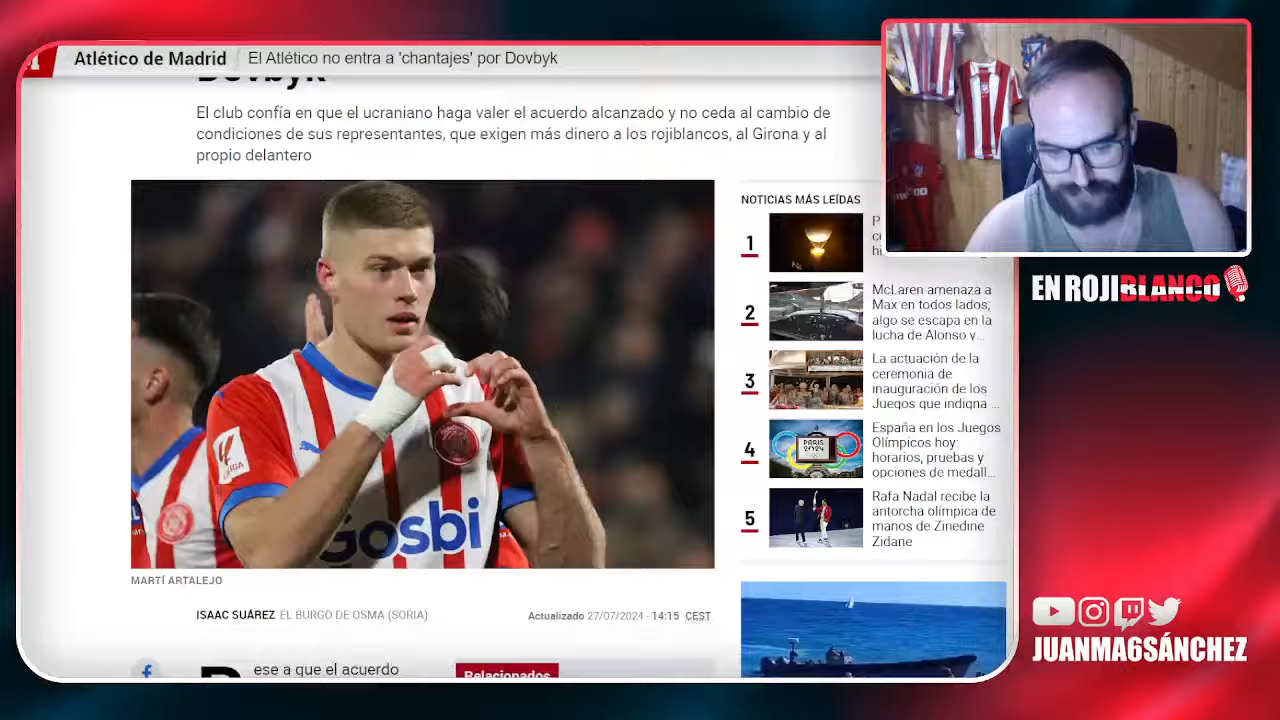 Atlético de Madrid
El Atlético no entra a 'chantajes' por Dovbyk
Dovbyk
El club confía en que el ucraniano haga valer el acuerdo alcanzado y no ceda al cambio de
condiciones de sus representantes, que exigen más dinero a los rojiblancos, al Girona y al
propio delantero
LALIGA
Gosbi
MARTÍ ARTALEJO
ISAAC SUÁREZ EL BURGO DE OSMA (SORIA)
Actualizado 27/07/2024 - 14:15 CEST
ese a que el acuerdo
Relacionados
NOTICIAS MÁS LEÍDAS
1
2
McLaren amenaza a
Max en todos lados;
algo se escapa en la
lucha de Alonso y...
3
La actuación de la
ceremonia de
inauguración de los
Juegos que indigna ...
4
PARIS
2024
España en los Juegos
Olímpicos hoy:
horarios, pruebas y
opciones de medall...
5
Rafa Nadal recibe la
antorcha olímpica de
manos de Zinedine
Zidane
EN ROJIBLANCO
JUANMA6SÁNCHEZ